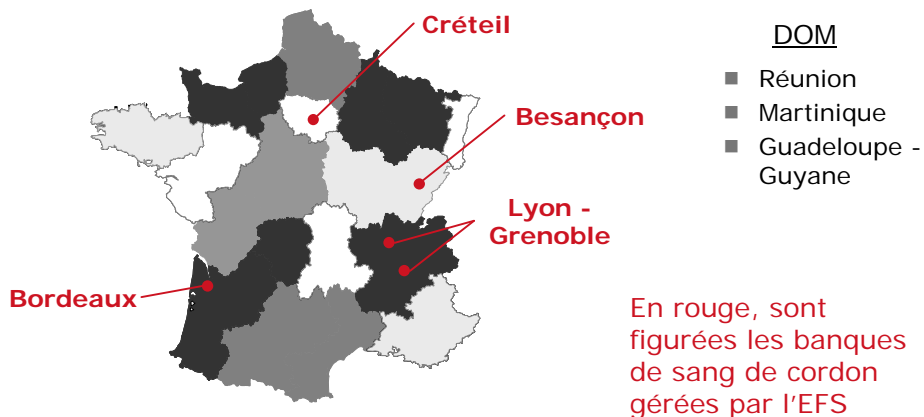 Créteil
Besançon
Lyon -
Grenoble
Bordeaux
DOM
Réunion
Martinique
Guadeloupe -
Guyane
En rouge, sont
figurées les banques
de sang de cordon
gérées par l'EFS